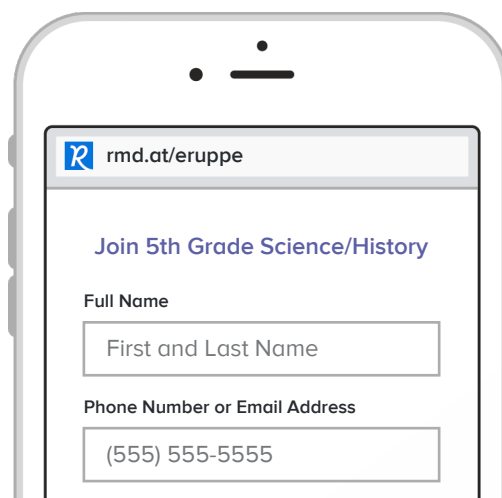 rmd.at/eruppe
Join 5th Grade Science/History
Full Name
First and Last Name
Phone Number or Email Address
(555) 555-5555